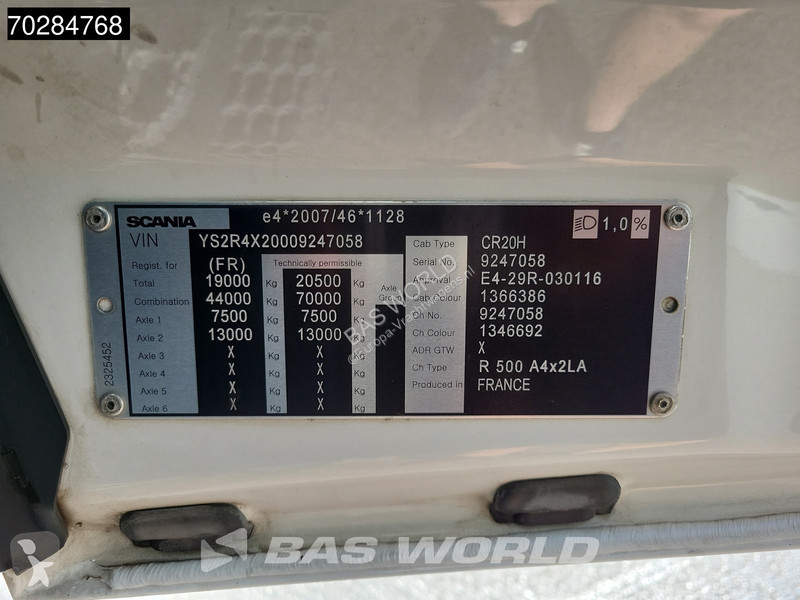 70284768
SCANIA e4*2007/46*1128 1,0%
VIN YS2R4X20009247058
Regist. for (FR) Technically permissible
Total 19000 Kg 20500 Kg
Combination 44000 Kg 70000 Kg
Axle Group
Axle 1 7500 Kg 7500 Kg
Axle 2 13000 Kg 13000 Kg
Axle 3 X Kg X Kg
Axle 4 X Kg X Kg
Axle 5 X Kg X Kg
Axle 6 X Kg X Kg
Cab Type CR20H
Serial No. 9247058
Approval E4-29R-030116
Cab Colour 1366386
Ch No. 9247058
Ch Colour 1346692
ADR GTW X
Ch Type R 500 A4x2LA
Produced in FRANCE
2325452
BAS WORLD
BAS WORLD